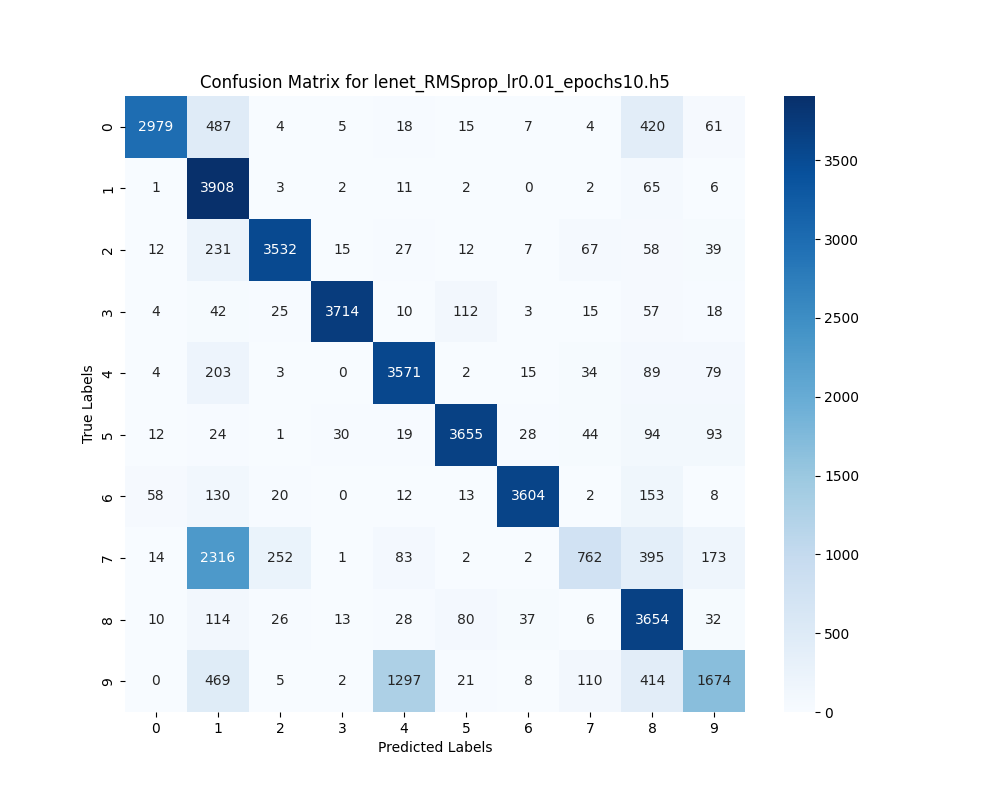 Confusion Matrix for lenet_RMSprop_lr0.01_epochs10.h5
True Labels
0 2979 487 4 5 18 15 7 4 420 61
1 1 3908 3 2 11 2 0 2 65 6
2 12 231 3532 15 27 12 7 67 58 39
3 4 42 25 3714 10 112 3 15 57 18
4 4 203 3 0 3571 2 15 34 89 79
5 12 24 1 30 19 3655 28 44 94 93
6 58 130 20 0 12 13 3604 2 153 8
7 14 2316 252 1 83 2 2 762 395 173
8 10 114 26 13 28 80 37 6 3654 32
9 0 469 5 2 1297 21 8 110 414 1674
0 1 2 3 4 5 6 7 8 9
Predicted Labels
3500
3000
2500
2000
1500
1000
500
0